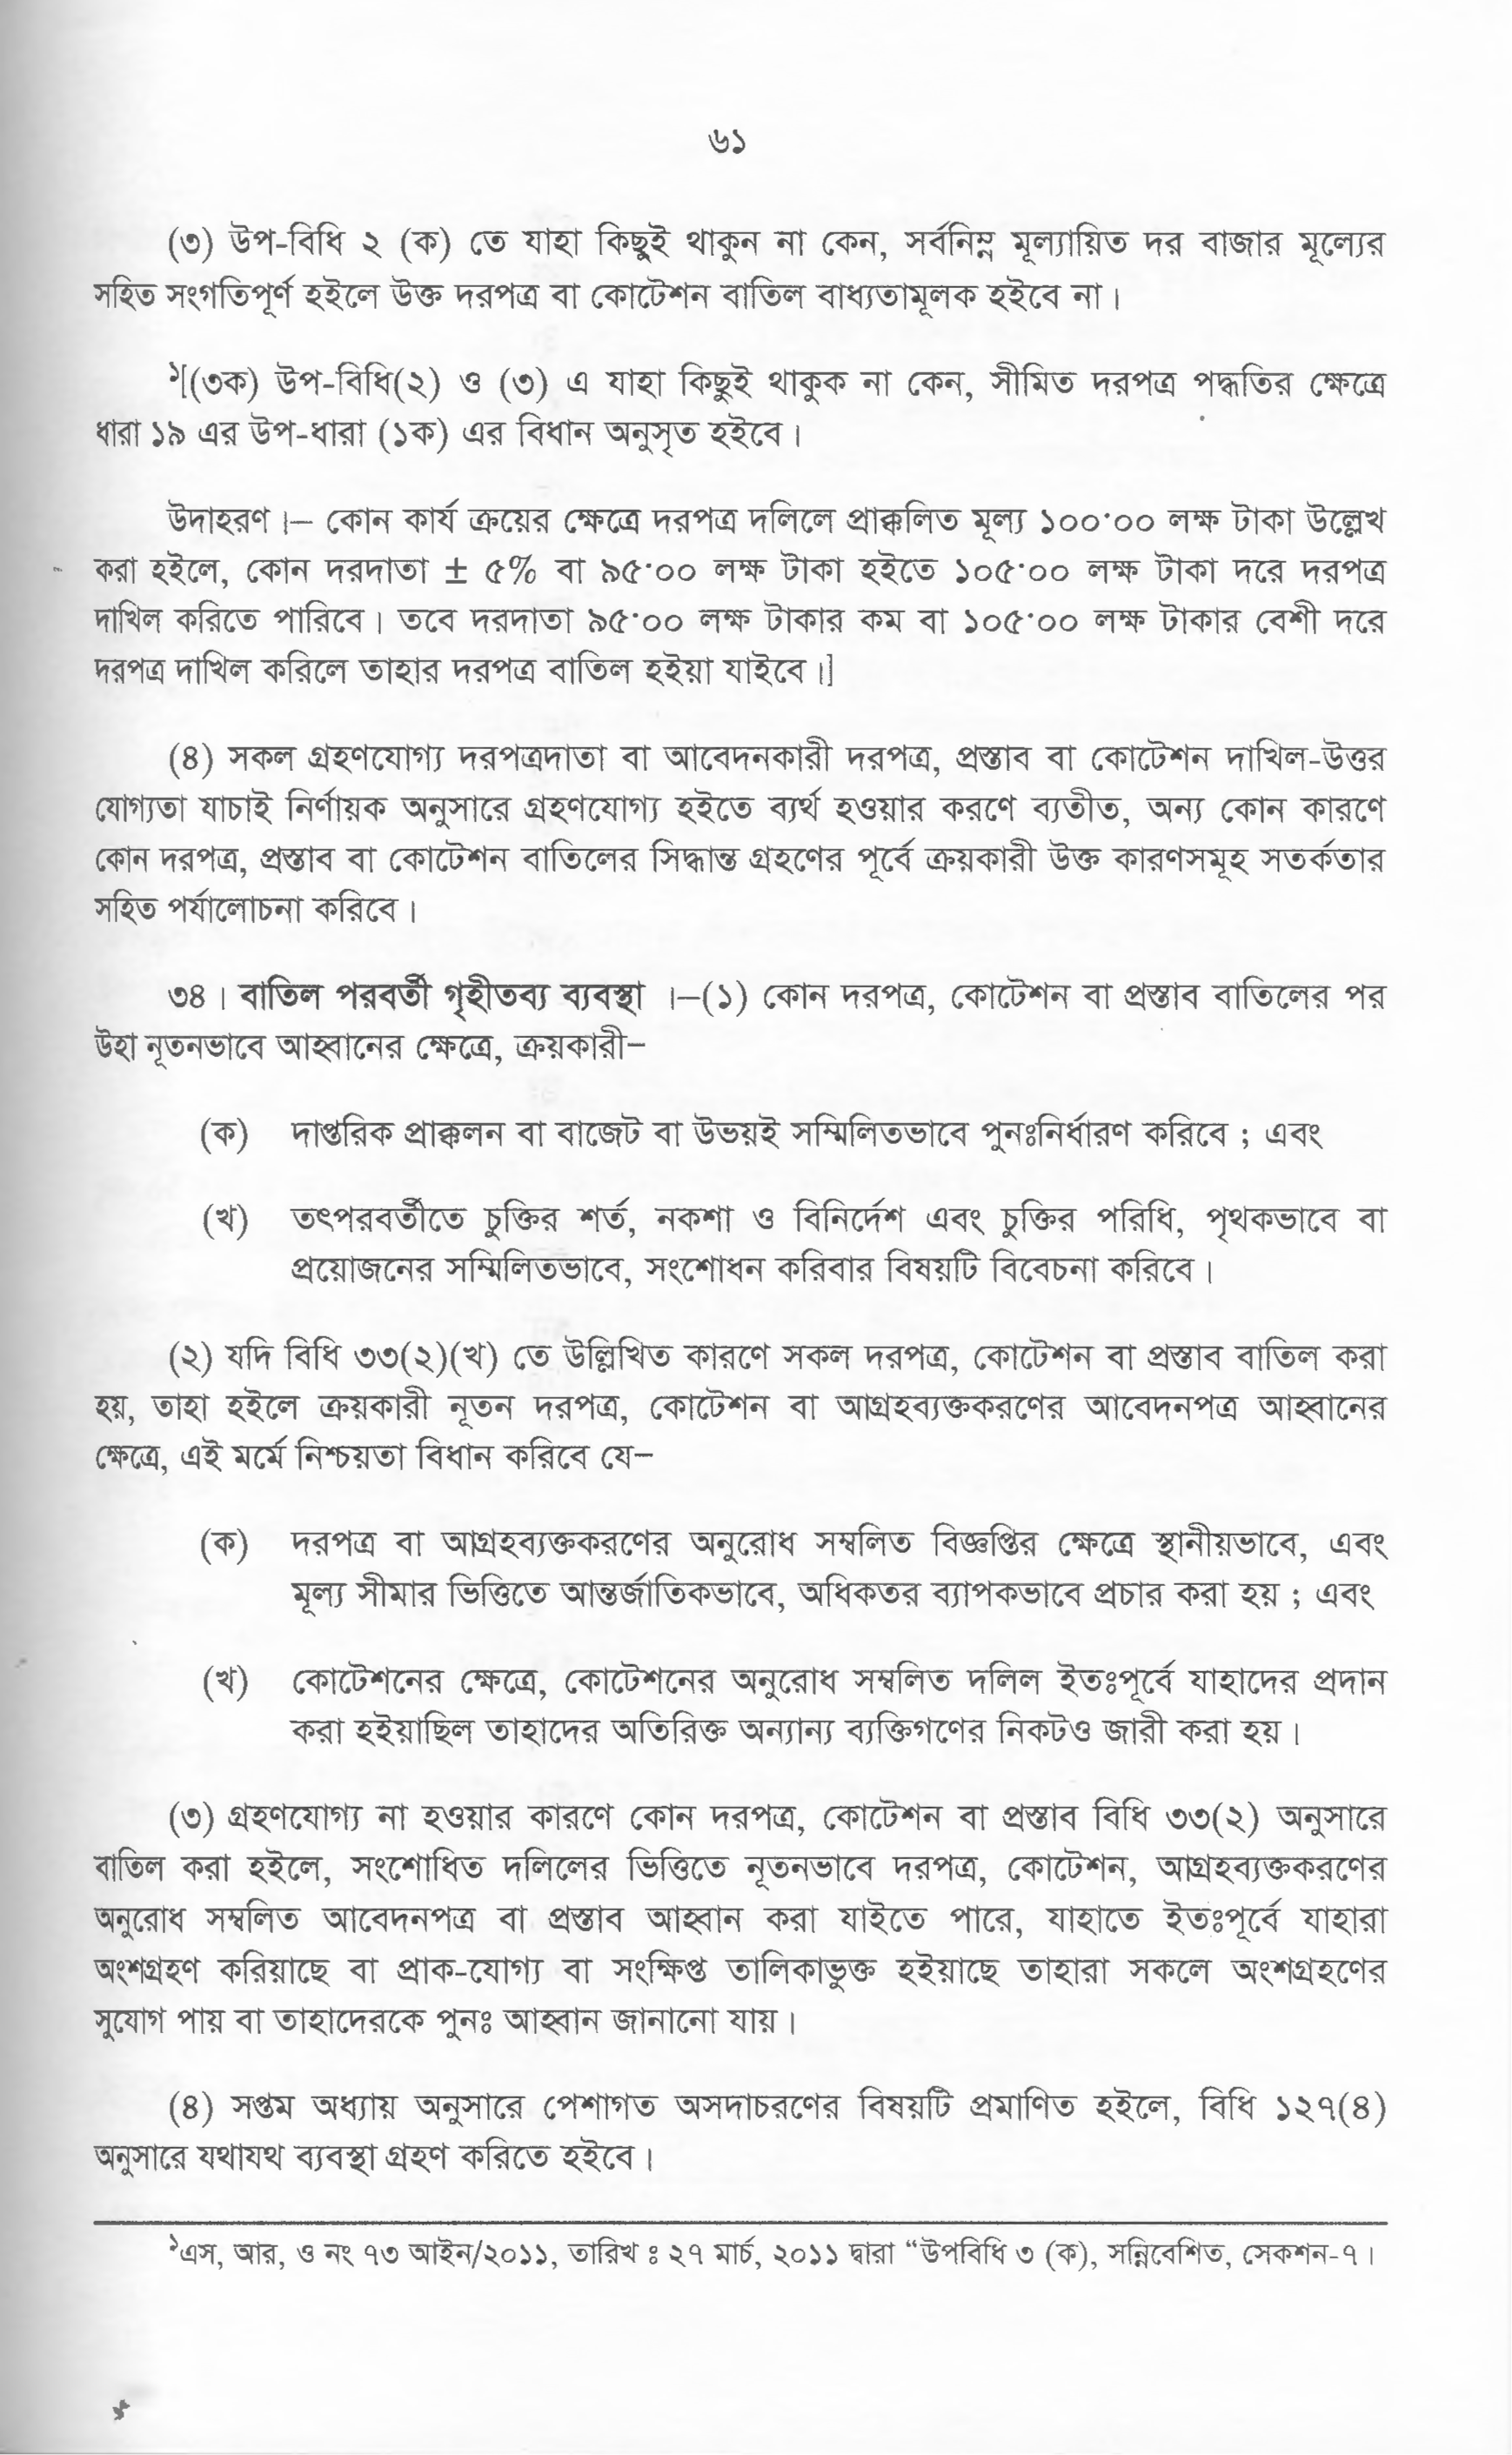 ৬১
(৩) উপ-বিধি ২ (ক) তে যাহা কিছুই থাকুন না কেন, সর্বনিম্ন মূল্যায়িত দর বাজার মূল্যের
সহিত সংগতিপূর্ণ হইলে উক্ত দরপত্র বা কোটেশন বাতিল বাধ্যতামূলক হইবে না।
১[(৩ক) উপ-বিধি(২) ও (৩) এ যাহা কিছুই থাকুক না কেন, সীমিত দরপত্র পদ্ধতির ক্ষেত্রে
ধারা ১৯ এর উপ-ধারা (১ক) এর বিধান অনুসৃত হইবে।
উদাহরণ।– কোন কার্য ক্রয়ের ক্ষেত্রে দরপত্র দলিলে প্রাক্কলিত মূল্য ১০০·০০ লক্ষ টাকা উল্লেখ
করা হইলে, কোন দরদাতা ± ৫% বা ৯৫·০০ লক্ষ টাকা হইতে ১০৫·০০ লক্ষ টাকা দরে দরপত্র
দাখিল করিতে পারিবে। তবে দরদাতা ৯৫·০০ লক্ষ টাকার কম বা ১০৫·০০ লক্ষ টাকার বেশী দরে
দরপত্র দাখিল করিলে তাহার দরপত্র বাতিল হইয়া যাইবে।]
(৪) সকল গ্রহণযোগ্য দরপত্রদাতা বা আবেদনকারী দরপত্র, প্রস্তাব বা কোটেশন দাখিল-উত্তর
যোগ্যতা যাচাই নির্ণায়ক অনুসারে গ্রহণযোগ্য হইতে ব্যর্থ হওয়ার করণে ব্যতীত, অন্য কোন কারণে
কোন দরপত্র, প্রস্তাব বা কোটেশন বাতিলের সিদ্ধান্ত গ্রহণের পূর্বে ক্রয়কারী উক্ত কারণসমূহ সতর্কতার
সহিত পর্যালোচনা করিবে।
৩৪। বাতিল পরবর্তী গৃহীতব্য ব্যবস্থা ।–(১) কোন দরপত্র, কোটেশন বা প্রস্তাব বাতিলের পর
উহা নূতনভাবে আহ্বানের ক্ষেত্রে, ক্রয়কারী–
(ক) দাপ্তরিক প্রাক্কলন বা বাজেট বা উভয়ই সম্মিলিতভাবে পুনঃনির্ধারণ করিবে ; এবং
(খ) তৎপরবর্তীতে চুক্তির শর্ত, নকশা ও বিনির্দেশ এবং চুক্তির পরিধি, পৃথকভাবে বা
প্রয়োজনের সম্মিলিতভাবে, সংশোধন করিবার বিষয়টি বিবেচনা করিবে।
(২) যদি বিধি ৩৩(২)(খ) তে উল্লিখিত কারণে সকল দরপত্র, কোটেশন বা প্রস্তাব বাতিল করা
হয়, তাহা হইলে ক্রয়কারী নূতন দরপত্র, কোটেশন বা আগ্রহব্যক্তকরণের আবেদনপত্র আহ্বানের
ক্ষেত্রে, এই মর্মে নিশ্চয়তা বিধান করিবে যে–
(ক) দরপত্র বা আগ্রহব্যক্তকরণের অনুরোধ সম্বলিত বিজ্ঞপ্তির ক্ষেত্রে স্থানীয়ভাবে, এবং
মূল্য সীমার ভিত্তিতে আন্তর্জাতিকভাবে, অধিকতর ব্যাপকভাবে প্রচার করা হয় ; এবং
(খ) কোটেশনের ক্ষেত্রে, কোটেশনের অনুরোধ সম্বলিত দলিল ইতঃপূর্বে যাহাদের প্রদান
করা হইয়াছিল তাহাদের অতিরিক্ত অন্যান্য ব্যক্তিগণের নিকটও জারী করা হয়।
(৩) গ্রহণযোগ্য না হওয়ার কারণে কোন দরপত্র, কোটেশন বা প্রস্তাব বিধি ৩৩(২) অনুসারে
বাতিল করা হইলে, সংশোধিত দলিলের ভিত্তিতে নূতনভাবে দরপত্র, কোটেশন, আগ্রহব্যক্তকরণের
অনুরোধ সম্বলিত আবেদনপত্র বা প্রস্তাব আহ্বান করা যাইতে পারে, যাহাতে ইতঃপূর্বে যাহারা
অংশগ্রহণ করিয়াছে বা প্রাক-যোগ্য বা সংক্ষিপ্ত তালিকাভুক্ত হইয়াছে তাহারা সকলে অংশগ্রহণের
সুযোগ পায় বা তাহাদেরকে পুনঃ আহ্বান জানানো যায়।
(৪) সপ্তম অধ্যায় অনুসারে পেশাগত অসদাচরণের বিষয়টি প্রমাণিত হইলে, বিধি ১২৭(৪)
অনুসারে যথাযথ ব্যবস্থা গ্রহণ করিতে হইবে।
১এস, আর, ও নং ৭৩ আইন/২০১১, তারিখ ঃ ২৭ মার্চ, ২০১১ দ্বারা “উপবিধি ৩ (ক), সন্নিবেশিত, সেকশন-৭।